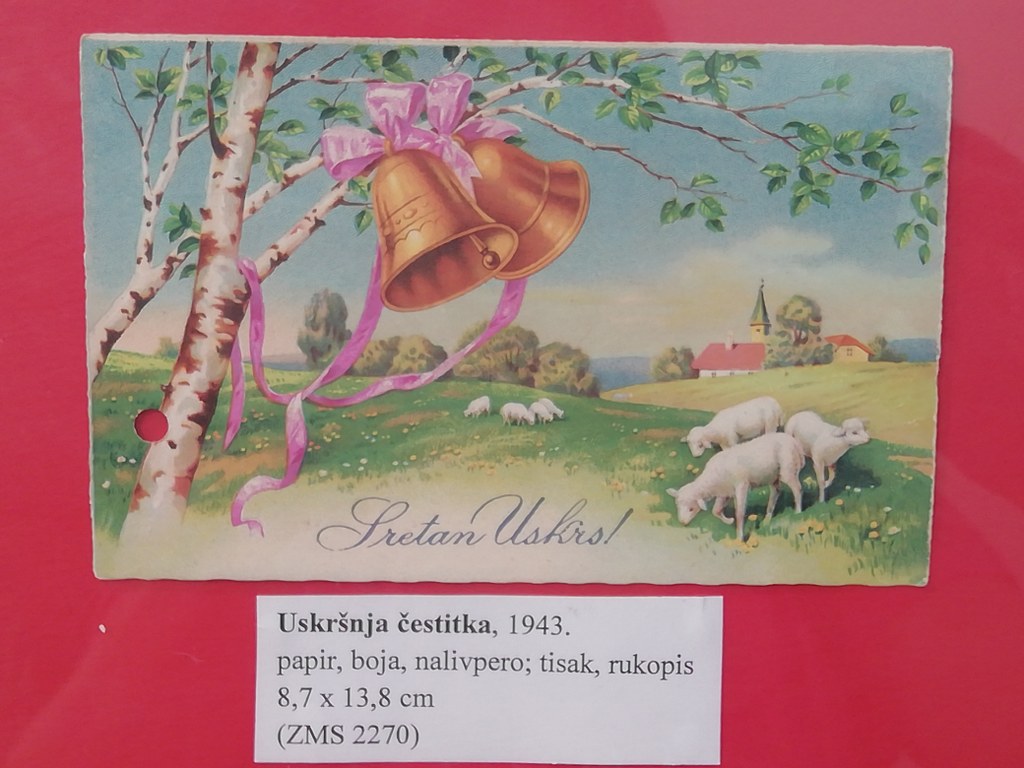 Sretan Uskrs!
Uskršnja čestitka, 1943.
papir, boja, nalivpero; tisak, rukopis
8,7 x 13,8 cm
(ZMS 2270)